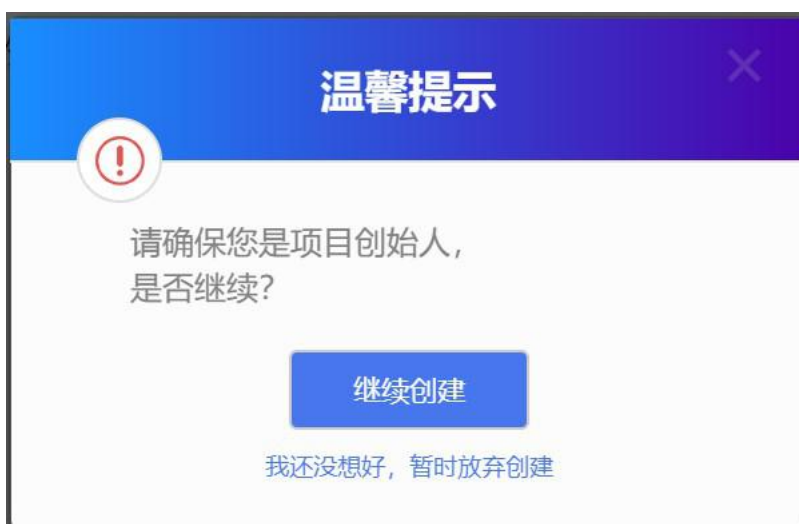 温馨提示
请确保您是项目创始人，
是否继续？
继续创建
我还没想好，暂时放弃创建